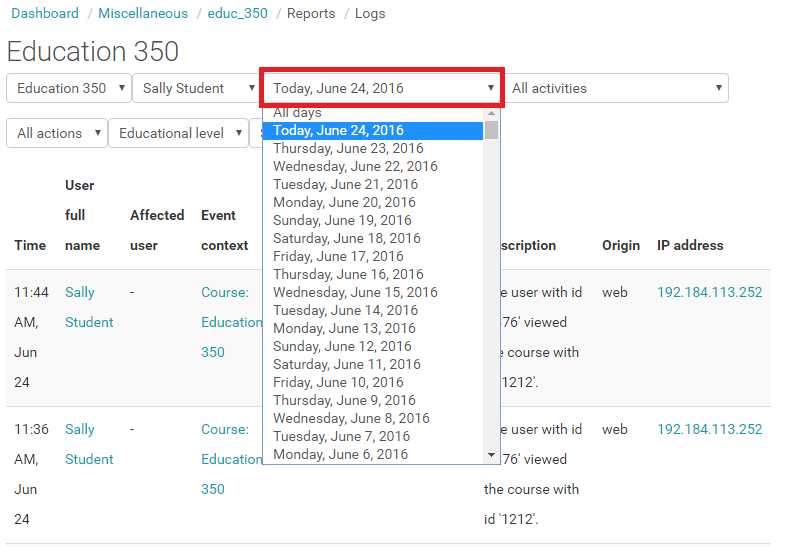 Dashboard / Miscellaneous / educ_350 / Reports / Logs
Education 350
Education 350 Sally Student Today, June 24, 2016 All activities
All actions Educational level
All days
Today, June 24, 2016
Thursday, June 23, 2016
Wednesday, June 22, 2016
Tuesday, June 21, 2016
Monday, June 20, 2016
Sunday, June 19, 2016
Saturday, June 18, 2016
Friday, June 17, 2016
Thursday, June 16, 2016
Wednesday, June 15, 2016
Tuesday, June 14, 2016
Monday, June 13, 2016
Sunday, June 12, 2016
Saturday, June 11, 2016
Friday, June 10, 2016
Thursday, June 9, 2016
Wednesday, June 8, 2016
Tuesday, June 7, 2016
Monday, June 6, 2016
User
full Affected Event
Time name user context scription Origin IP address
11:44 Sally - Course: e user with id web 192.184.113.252
AM, Student Education 76' viewed
Jun 350 e course with
24 '1212'.
11:36 Sally - Course: e user with id web 192.184.113.252
AM, Student Education 76' viewed
Jun 350 the course with
24 id '1212'.